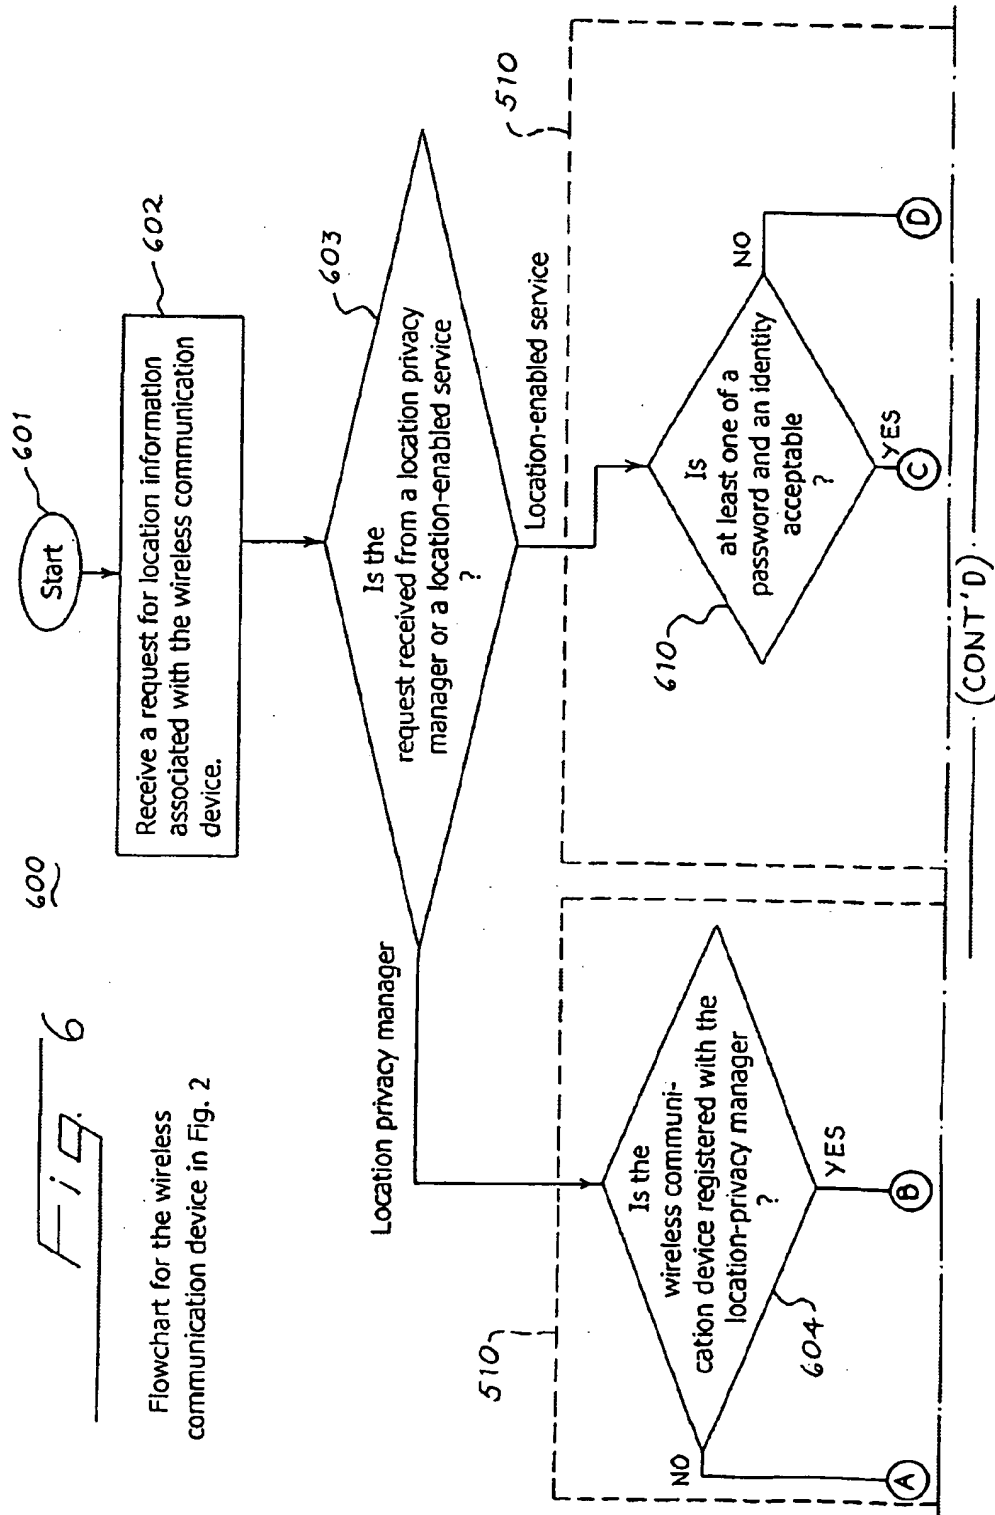 Fig. 6
600
Flowchart for the wireless
communication device in Fig. 2
Start
601
Receive a request for location information
associated with the wireless communication
device.
602
Is the
request received from a location privacy
manager or a location-enabled service
?
603
Location privacy manager
Location-enabled service
510
Is the
wireless communi-
cation device registered with the
location-privacy manager
?
604
NO
YES
A
B
510
Is
at least one of a
password and an identity
acceptable
?
610
NO
YES
C
D
(CONT'D)